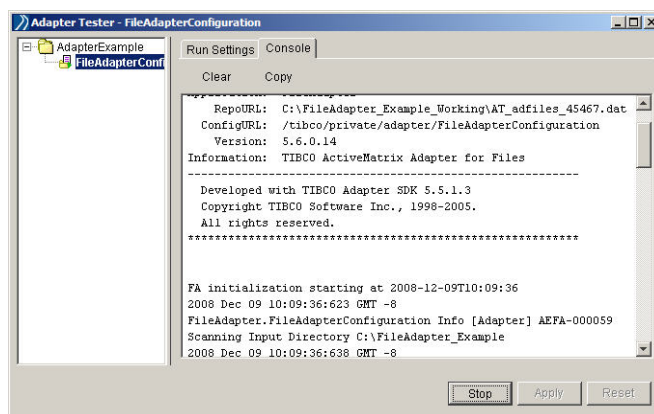 Adapter Tester - FileAdapterConfiguration
AdapterExample
FileAdapterConfi
Run Settings
Console
Clear
Copy
RepoURL: C:\FileAdapter_Example_Working\AT_adfiles_45467.dat
ConfigURL: /tibco/private/adapter/FileAdapterConfiguration
Version: 5.6.0.14
Information: TIBCO ActiveMatrix Adapter for Files
------------------------------------------------------------
Developed with TIBCO Adapter SDK 5.5.1.3
Copyright TIBCO Software Inc., 1998-2005.
All rights reserved.
************************************************************
FA initialization starting at 2008-12-09T10:09:36
2008 Dec 09 10:09:36:623 GMT -8
FileAdapter.FileAdapterConfiguration Info [Adapter] AEFA-000059
Scanning Input Directory C:\FileAdapter_Example
2008 Dec 09 10:09:36:638 GMT -8
Stop
Apply
Reset